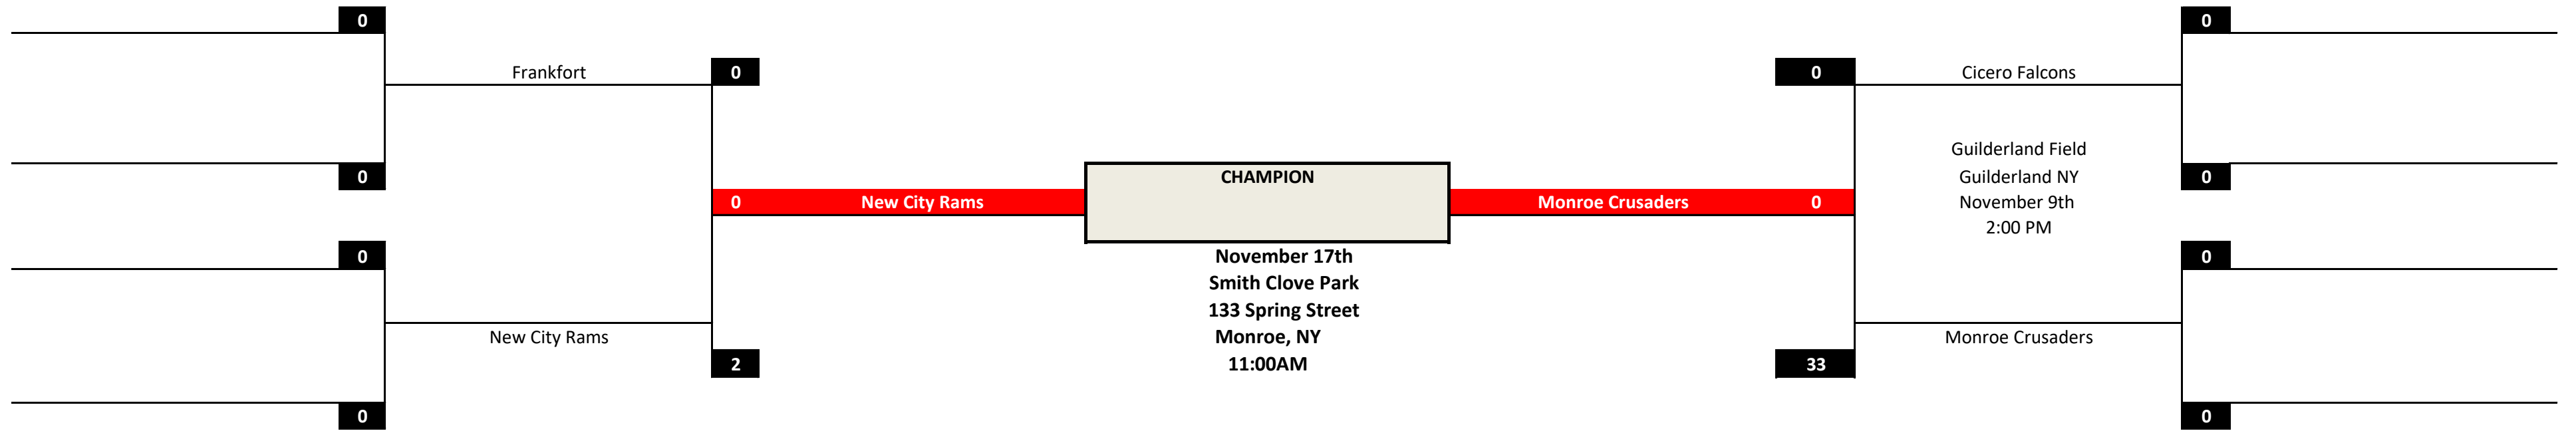 0
0
Frankfort
0
0
Cicero Falcons
Guilderland Field
0
0
CHAMPION
Guilderland NY
0
0
New City Rams
Monroe Crusaders
0
November 9th
2:00 PM
0
November 17th
0
Smith Clove Park
133 Spring Street
New City Rams
Monroe, NY
Monroe Crusaders
2
11:00AM
33
0
0